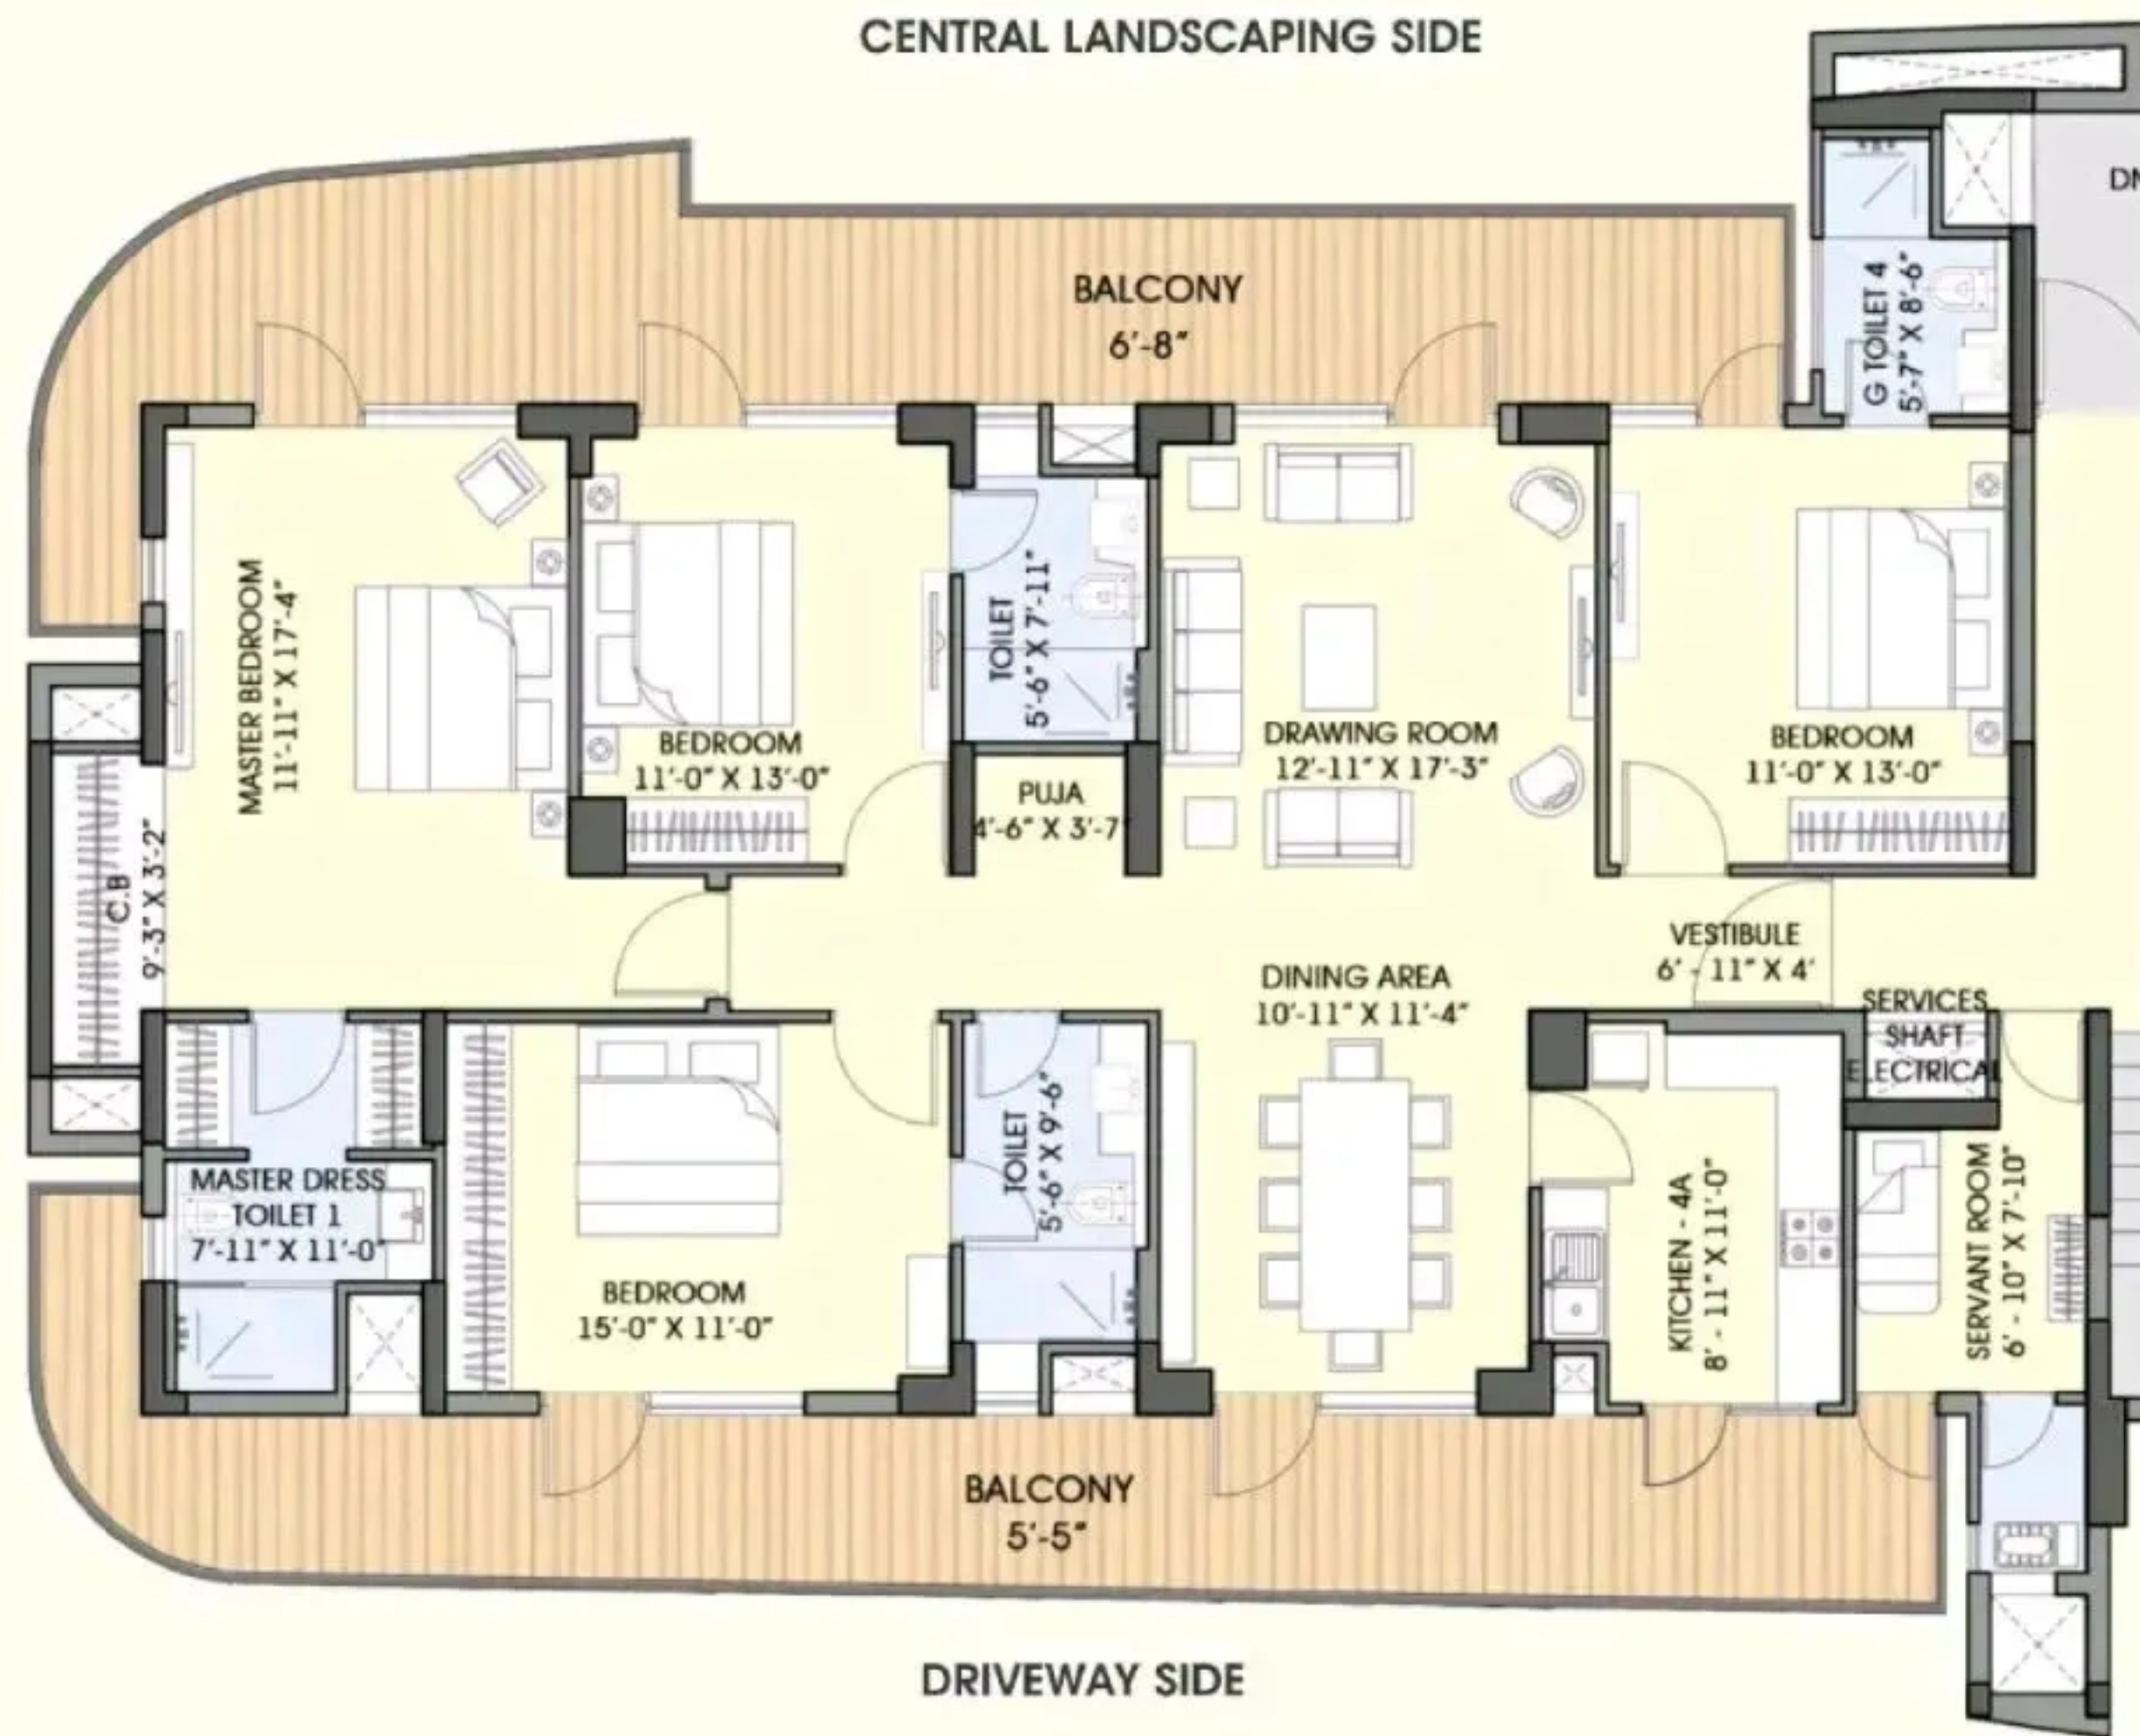 CENTRAL LANDSCAPING SIDE
BALCONY
6'-8"
G TOILET 4
5'-7" X 8'-6"
MASTER BEDROOM
11'-11" X 17'-4"
BEDROOM
11'-0" X 13'-0"
TOILET
5'-6" X 7'-11"
PUJA
4'-6" X 3'-7
DRAWING ROOM
12'-11" X 17'-3"
BEDROOM
11'-0" X 13'-0"
C.B
9'-3" X 3'-2"
VESTIBULE
6' - 11" X 4'
DINING AREA
10'-11" X 11'-4"
SERVICES
SHAFT
ELECTRICAL
MASTER DRESS
TOILET 1
7'-11" X 11'-0"
BEDROOM
15'-0" X 11'-0"
TOILET
5'-6" X 9'-6"
KITCHEN - 4A
8' - 11" X 11'-0"
SERVANT ROOM
6' - 10" X 7'-10"
BALCONY
5'-5"
DRIVEWAY SIDE